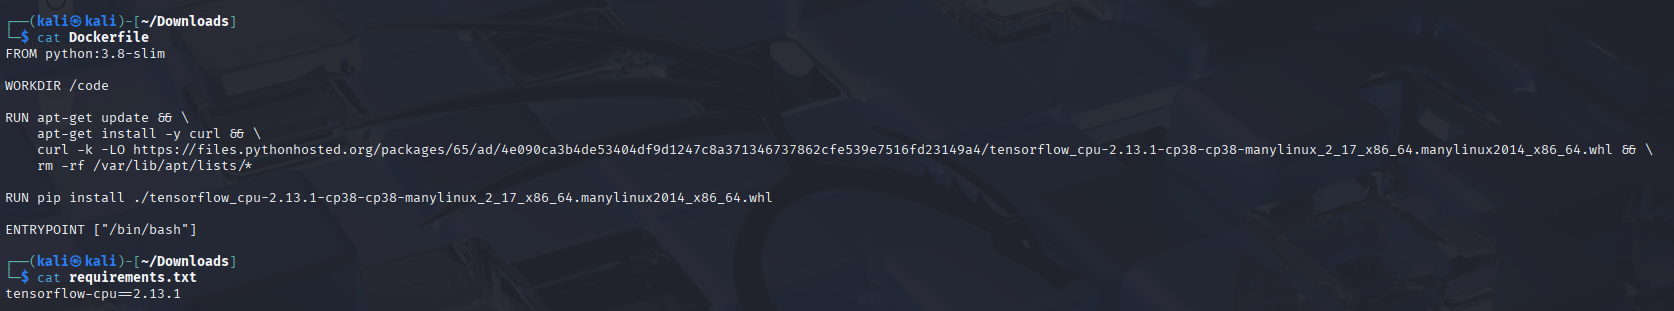 ┌──(kali㉿kali)-[~/Downloads]
└─$ cat Dockerfile
FROM python:3.8-slim
WORKDIR /code
RUN apt-get update && \
apt-get install -y curl && \
curl -k -LO https://files.pythonhosted.org/packages/65/ad/4e090ca3b4de53404df9d1247c8a371346737862cfe539e7516fd23149a4/tensorflow_cpu-2.13.1-cp38-cp38-manylinux_2_17_x86_64.manylinux2014_x86_64.whl && \
rm -rf /var/lib/apt/lists/*
RUN pip install ./tensorflow_cpu-2.13.1-cp38-cp38-manylinux_2_17_x86_64.manylinux2014_x86_64.whl
ENTRYPOINT ["/bin/bash"]
┌──(kali㉿kali)-[~/Downloads]
└─$ cat requirements.txt
tensorflow-cpu==2.13.1